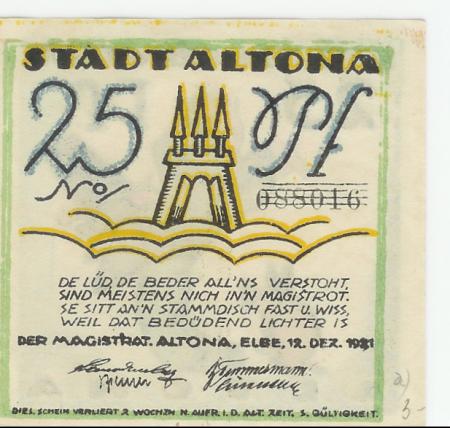 STADT ALTONA
25 Pf
No/ 088016
DE LÜD, DE BEDER ALL'NS VERSTOHT,
SIND MEISTENS NICH IN'N MAGISTROT.
SE SITT AN'N STAMMDISCH FAST U. WISS,
WEIL DAT BEDÜDEND LICHTER IS
DER MAGISTRAT. ALTONA, ELBE, 12. DEZ. 1921
DIES. SCHEIN VERLIERT 2 WOCHEN N. AUFR. I. D. ALT. ZEIT. S. GÜLTIGKEIT.
a)
3-